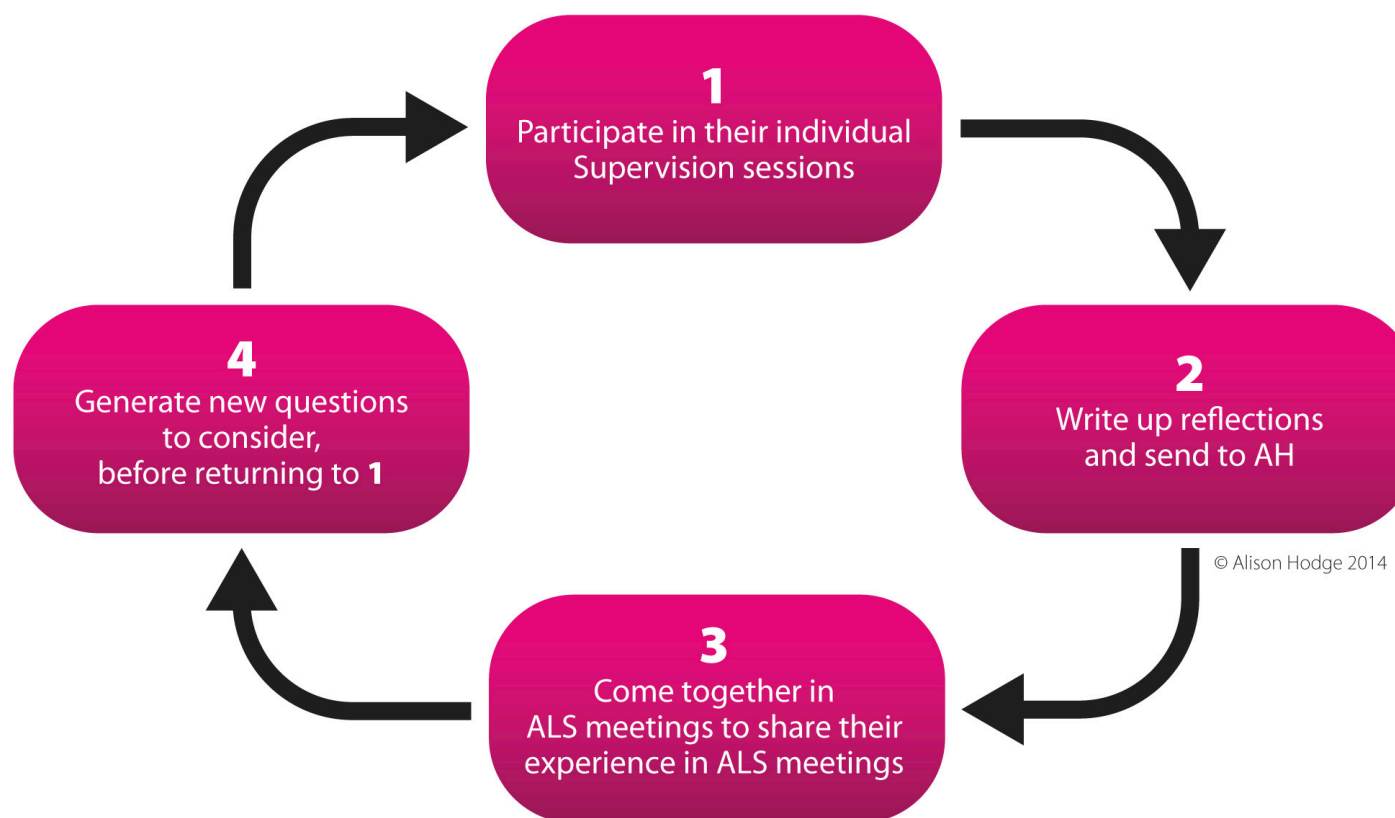 1
Participate in their individual
Supervision sessions
2
Write up reflections
and send to AH
© Alison Hodge 2014
3
Come together in
ALS meetings to share their
experience in ALS meetings
4
Generate new questions
to consider,
before returning to 1